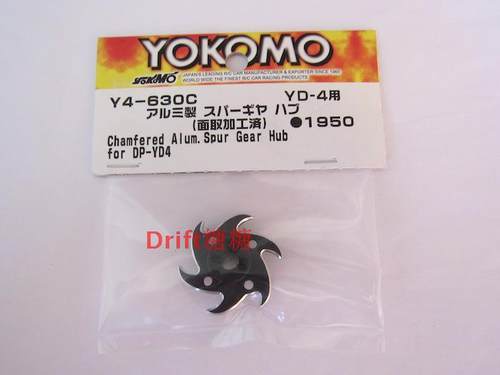 YOKOMO
YOKOMO JAPAN'S LEADING R/C CAR MANUFACTURER & EXPORTER SINCE
WORLD WIDE THE FINEST R/C CAR RACING PRODUCTS
Y4-630C YD-4用
アルミ製 スパーギヤ ハブ
(面取加工済) ●1950
Chamfered Alum.Spur Gear Hub
for DP-YD4
Drift